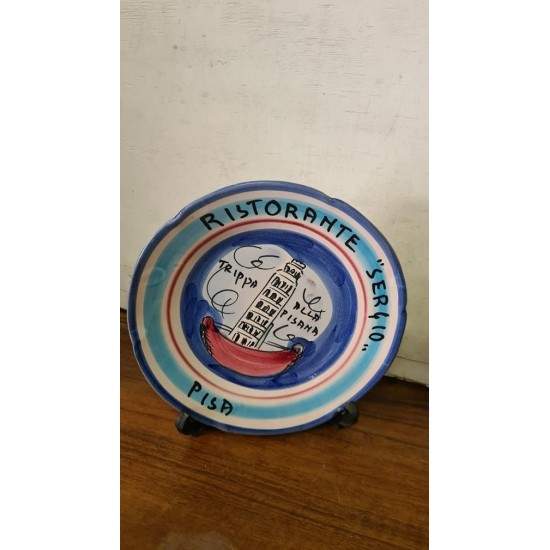 RISTORANTE "SERGIO"
TRIPPA
ALLA
PISANA
PISA